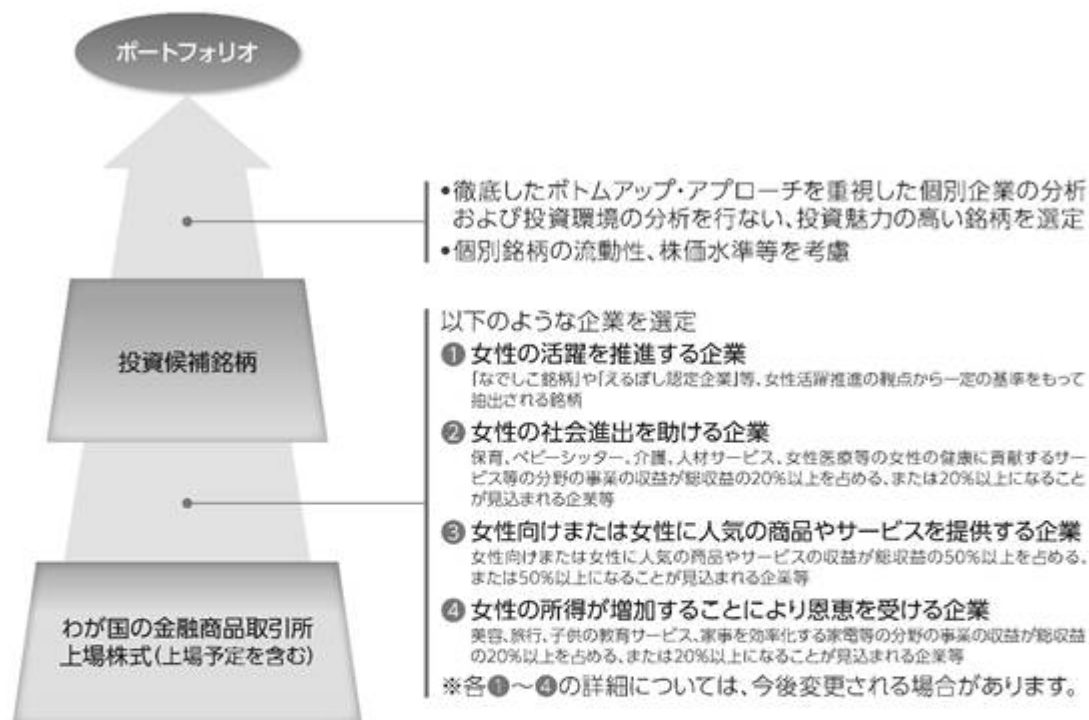 ポートフォリオ
•徹底したボトムアップ・アプローチを重視した個別企業の分析
および投資環境の分析を行ない、投資魅力の高い銘柄を選定
•個別銘柄の流動性、株価水準等を考慮
投資候補銘柄
以下のような企業を選定
❶ 女性の活躍を推進する企業
「なでしこ銘柄」や「えるぼし認定企業」等、女性活躍推進の観点から一定の基準をもって
抽出される銘柄
❷ 女性の社会進出を助ける企業
保育、ベビーシッター、介護、人材サービス、女性医療等の女性の健康に貢献するサー
ビス等の分野の事業の収益が総収益の20%以上を占める、または20%以上になること
が見込まれる企業等
❸ 女性向けまたは女性に人気の商品やサービスを提供する企業
女性向けまたは女性に人気の商品やサービスの収益が総収益の50%以上を占める、
または50%以上になることが見込まれる企業等
❹ 女性の所得が増加することにより恩恵を受ける企業
美容、旅行、子供の教育サービス、家事を効率化する家電等の分野の事業の収益が総収益
の20%以上を占める、または20%以上になることが見込まれる企業等
※各❶～❹の詳細については、今後変更される場合があります。
わが国の金融商品取引所
上場株式(上場予定を含む)